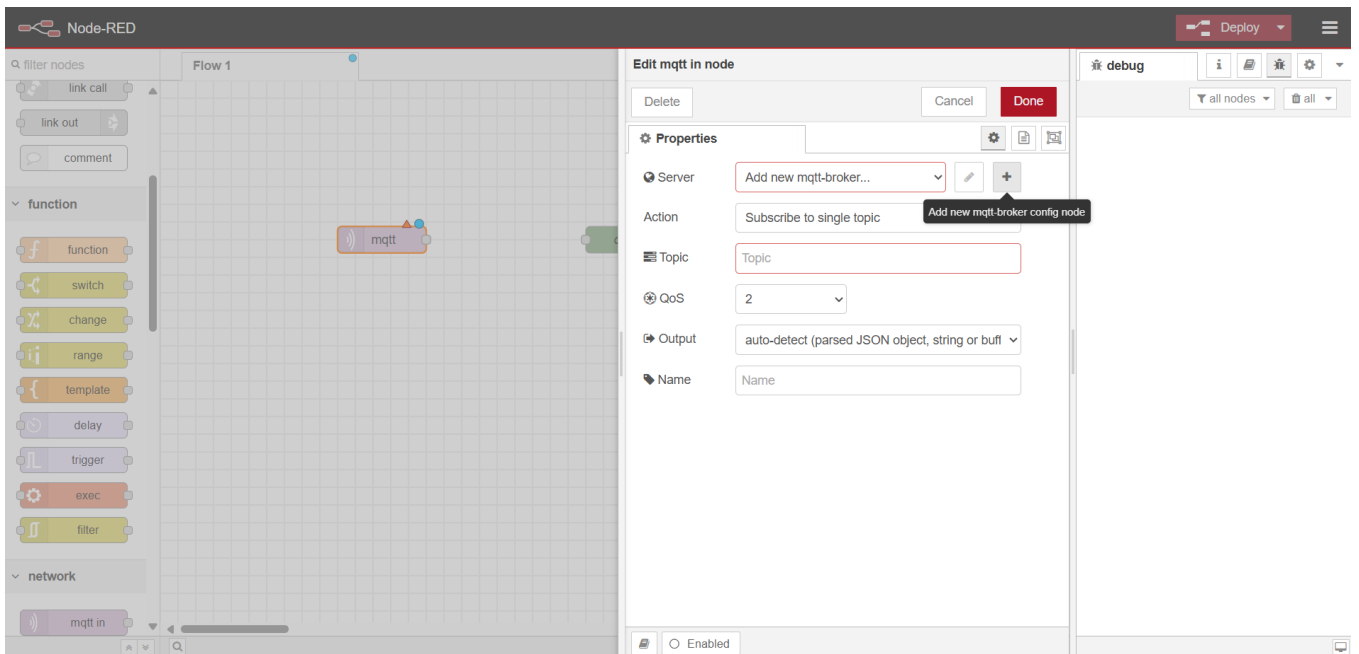 Node-RED
Deploy
filter nodes
Flow 1
Edit mqtt in node
debug
i
link call
link out
comment
function
function
switch
change
range
template
delay
trigger
exec
filter
network
mqtt in
mqtt
Delete
Cancel
Done
Properties
Server
Add new mqtt-broker...
Add new mqtt-broker config node
Action
Subscribe to single topic
Topic
Topic
QoS
2
Output
auto-detect (parsed JSON object, string or buff
Name
Name
Enabled
all nodes
all